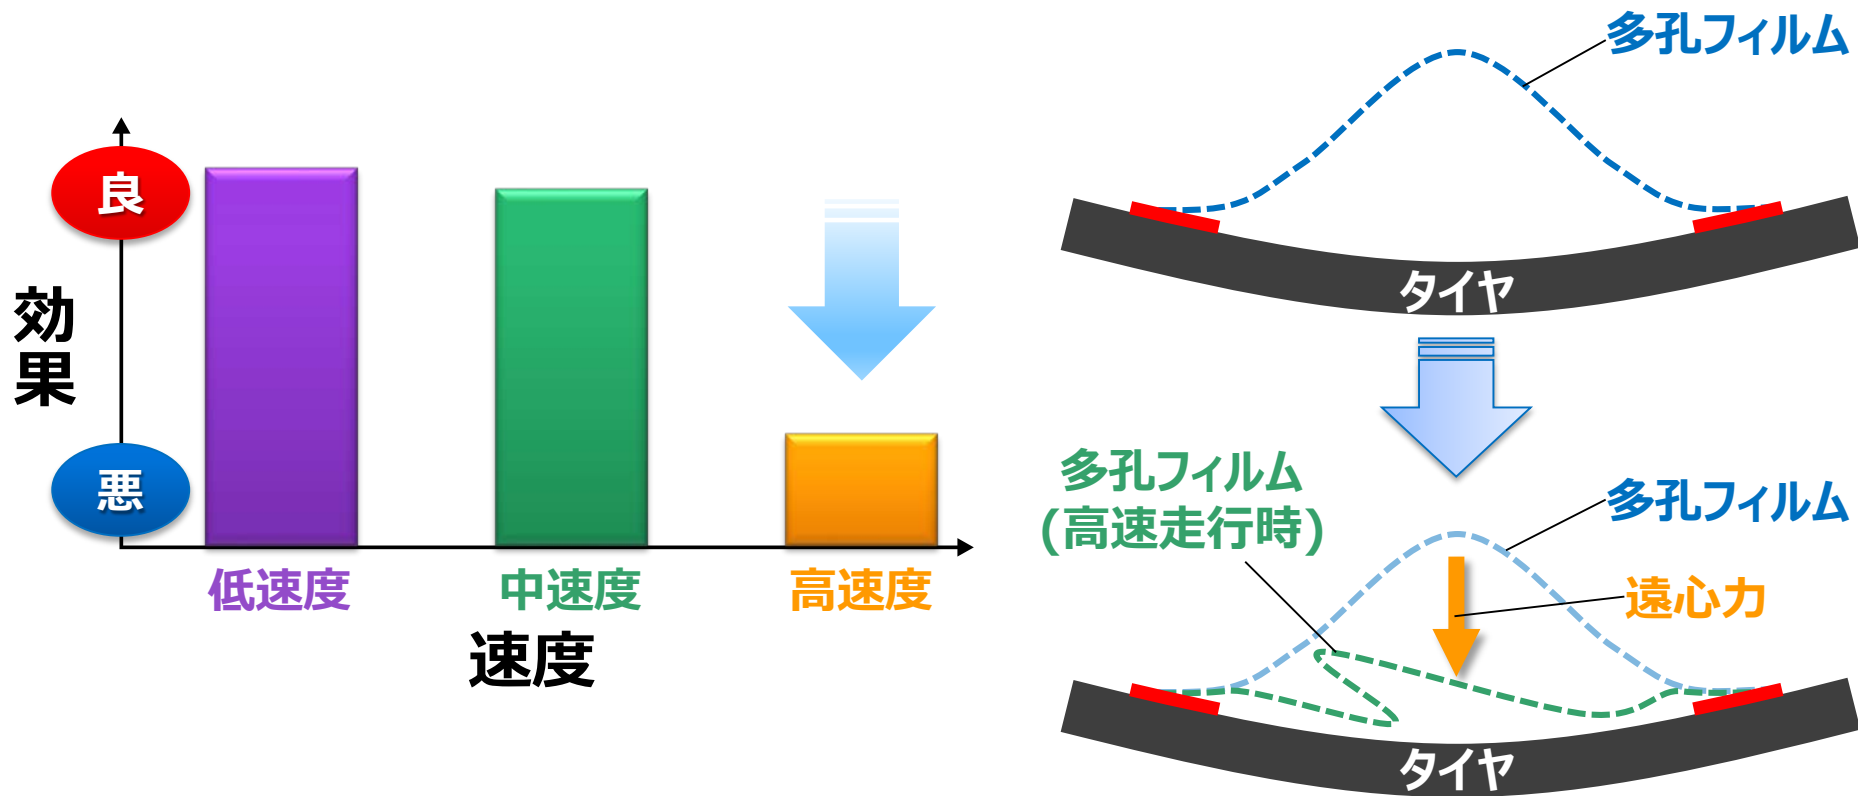 良
効果
悪
低速度
中速度
高速度
速度
多孔フィルム
タイヤ
多孔フィルム
(高速走行時)
多孔フィルム
遠心力
タイヤ